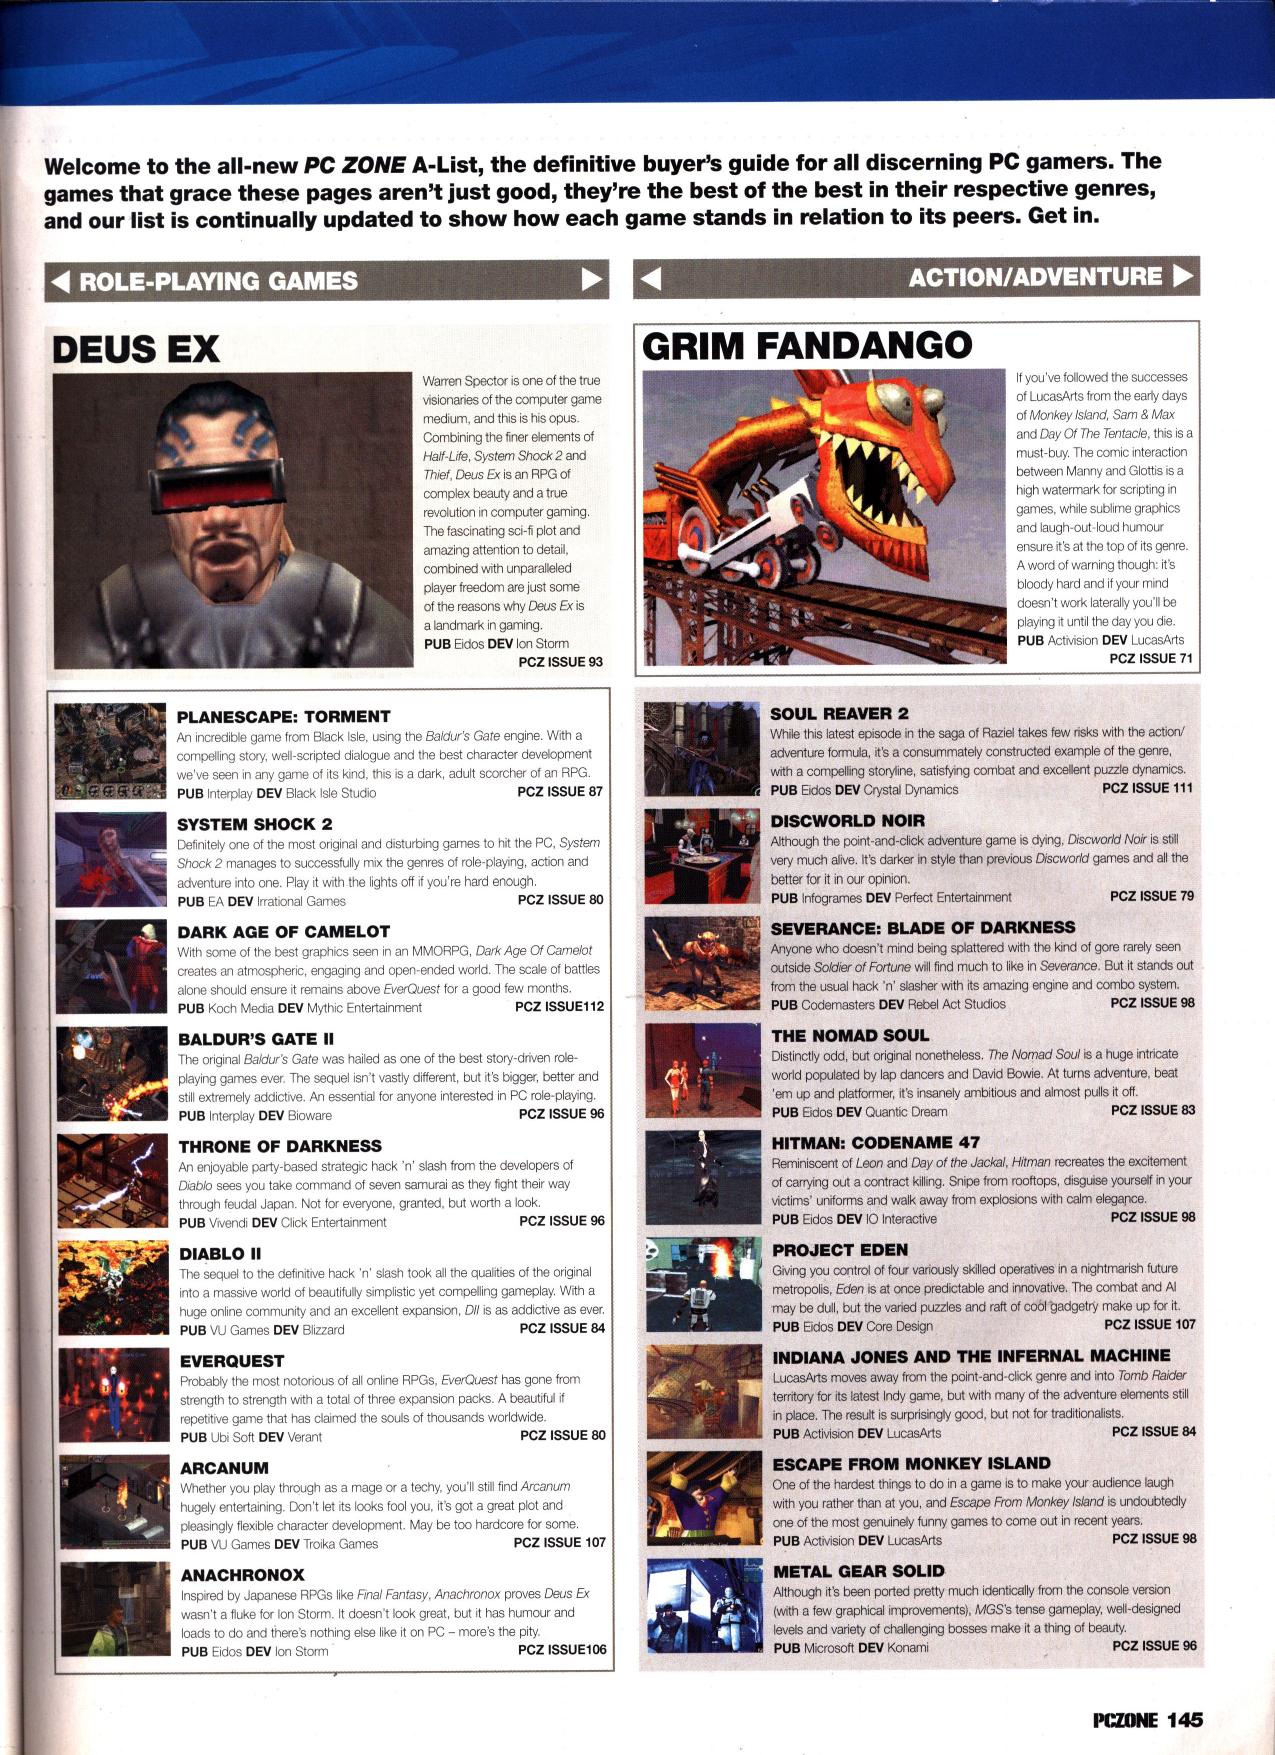 Welcome to the all-new PC ZONE A-List, the definitive buyer's guide for all discerning PC gamers. The
games that grace these pages aren't just good, they're the best of the best in their respective genres,
and our list is continually updated to show how each game stands in relation to its peers. Get in.
ROLE-PLAYING GAMES
DEUS EX
Warren Spector is one of the true
visionaries of the computer game
medium, and this is his opus.
Combining the finer elements of
Half-Life, System Shock 2 and
Thief, Deus Ex is an RPG of
complex beauty and a true
revolution in computer gaming.
The fascinating sci-fi plot and
amazing attention to detail,
combined with unparalleled
player freedom are just some
of the reasons why Deus Ex is
a landmark in gaming.
PUB Eidos DEV Ion Storm
PCZ ISSUE 93
PLANESCAPE: TORMENT
An incredible game from Black Isle, using the Baldur's Gate engine. With a
compelling story, well-scripted dialogue and the best character development
we've seen in any game of its kind, this is a dark, adult scorcher of an RPG.
PUB Interplay DEV Black Isle Studio PCZ ISSUE 87
SYSTEM SHOCK 2
Definitely one of the most original and disturbing games to hit the PC, System
Shock 2 manages to successfully mix the genres of role-playing, action and
adventure into one. Play it with the lights off if you're hard enough.
PUB EA DEV Irrational Games PCZ ISSUE 80
DARK AGE OF CAMELOT
With some of the best graphics seen in an MMORPG, Dark Age Of Camelot
creates an atmospheric, engaging and open-ended world. The scale of battles
alone should ensure it remains above EverQuest for a good few months.
PUB Koch Media DEV Mythic Entertainment PCZ ISSUE112
BALDUR'S GATE II
The original Baldur's Gate was hailed as one of the best story-driven role-
playing games ever. The sequel isn't vastly different, but it's bigger, better and
still extremely addictive. An essential for anyone interested in PC role-playing.
PUB Interplay DEV Bioware PCZ ISSUE 96
THRONE OF DARKNESS
An enjoyable party-based strategic hack 'n' slash from the developers of
Diablo sees you take command of seven samurai as they fight their way
through feudal Japan. Not for everyone, granted, but worth a look.
PUB Vivendi DEV Click Entertainment PCZ ISSUE 96
DIABLO II
The sequel to the definitive hack 'n' slash took all the qualities of the original
into a massive world of beautifully simplistic yet compelling gameplay. With a
huge online community and an excellent expansion, DII is as addictive as ever.
PUB VU Games DEV Blizzard PCZ ISSUE 84
EVERQUEST
Probably the most notorious of all online RPGs, EverQuest has gone from
strength to strength with a total of three expansion packs. A beautiful if
repetitive game that has claimed the souls of thousands worldwide.
PUB Ubi Soft DEV Verant PCZ ISSUE 80
ARCANUM
Whether you play through as a mage or a techy, you'll still find Arcanum
hugely entertaining. Don't let its looks fool you, it's got a great plot and
pleasingly flexible character development. May be too hardcore for some.
PUB VU Games DEV Troika Games PCZ ISSUE 107
ANACHRONOX
Inspired by Japanese RPGs like Final Fantasy, Anachronox proves Deus Ex
wasn't a fluke for Ion Storm. It doesn't look great, but it has humour and
loads to do and there's nothing else like it on PC – more's the pity.
PUB Eidos DEV Ion Storm PCZ ISSUE106
ACTION/ADVENTURE
GRIM FANDANGO
If you've followed the successes
of LucasArts from the early days
of Monkey Island, Sam & Max
and Day Of The Tentacle, this is a
must-buy. The comic interaction
between Manny and Glottis is a
high watermark for scripting in
games, while sublime graphics
and laugh-out-loud humour
ensure it's at the top of its genre.
A word of warning though: it's
bloody hard and if your mind
doesn't work laterally you'll be
playing it until the day you die.
PUB Activision DEV LucasArts
PCZ ISSUE 71
SOUL REAVER 2
While this latest episode in the saga of Raziel takes few risks with the action/
adventure formula, it's a consummately constructed example of the genre,
with a compelling storyline, satisfying combat and excellent puzzle dynamics.
PUB Eidos DEV Crystal Dynamics PCZ ISSUE 111
DISCWORLD NOIR
Although the point-and-click adventure game is dying, Discworld Noir is still
very much alive. It's darker in style than previous Discworld games and all the
better for it in our opinion.
PUB Infogrames DEV Perfect Entertainment PCZ ISSUE 79
SEVERANCE: BLADE OF DARKNESS
Anyone who doesn't mind being splattered with the kind of gore rarely seen
outside Soldier of Fortune will find much to like in Severance. But it stands out
from the usual hack 'n' slasher with its amazing engine and combo system.
PUB Codemasters DEV Rebel Act Studios PCZ ISSUE 98
THE NOMAD SOUL
Distinctly odd, but original nonetheless. The Nomad Soul is a huge intricate
world populated by lap dancers and David Bowie. At turns adventure, beat
'em up and platformer, it's insanely ambitious and almost pulls it off.
PUB Eidos DEV Quantic Dream PCZ ISSUE 83
HITMAN: CODENAME 47
Reminiscent of Leon and Day of the Jackal, Hitman recreates the excitement
of carrying out a contract killing. Snipe from rooftops, disguise yourself in your
victims' uniforms and walk away from explosions with calm elegance.
PUB Eidos DEV IO Interactive PCZ ISSUE 98
PROJECT EDEN
Giving you control of four variously skilled operatives in a nightmarish future
metropolis, Eden is at once predictable and innovative. The combat and AI
may be dull, but the varied puzzles and raft of cool gadgetry make up for it.
PUB Eidos DEV Core Design PCZ ISSUE 107
INDIANA JONES AND THE INFERNAL MACHINE
LucasArts moves away from the point-and-click genre and into Tomb Raider
territory for its latest Indy game, but with many of the adventure elements still
in place. The result is surprisingly good, but not for traditionalists.
PUB Activision DEV LucasArts PCZ ISSUE 84
ESCAPE FROM MONKEY ISLAND
One of the hardest things to do in a game is to make your audience laugh
with you rather than at you, and Escape From Monkey Island is undoubtedly
one of the most genuinely funny games to come out in recent years.
PUB Activision DEV LucasArts PCZ ISSUE 98
METAL GEAR SOLID
Although it's been ported pretty much identically from the console version
(with a few graphical improvements), MGS's tense gameplay, well-designed
levels and variety of challenging bosses make it a thing of beauty.
PUB Microsoft DEV Konami PCZ ISSUE 96
PCZONE 145